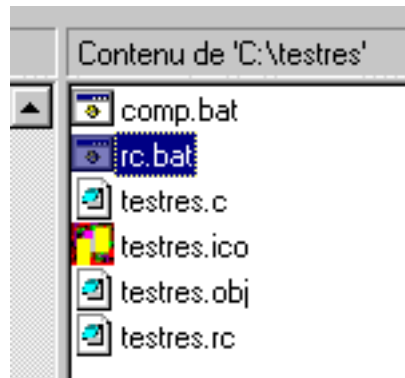 Contenu de 'C:\testres'
comp.bat
rc.bat
testres.c
testres.ico
testres.obj
testres.rc